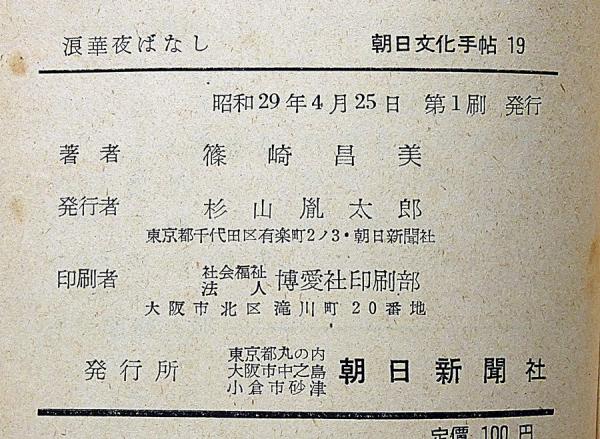 浪華夜ばなし 朝日文化手帖 19
昭和29年4月25日 第1刷 発行
著者 篠崎昌美
発行者 杉山胤太郎
東京都千代田区有楽町2ノ3・朝日新聞社
印刷者 社会福祉法人 博愛社印刷部
大阪市北区滝川町20番地
発行所 東京都丸の内 大阪市中之島 小倉市砂津 朝日新聞社
定価 100 円